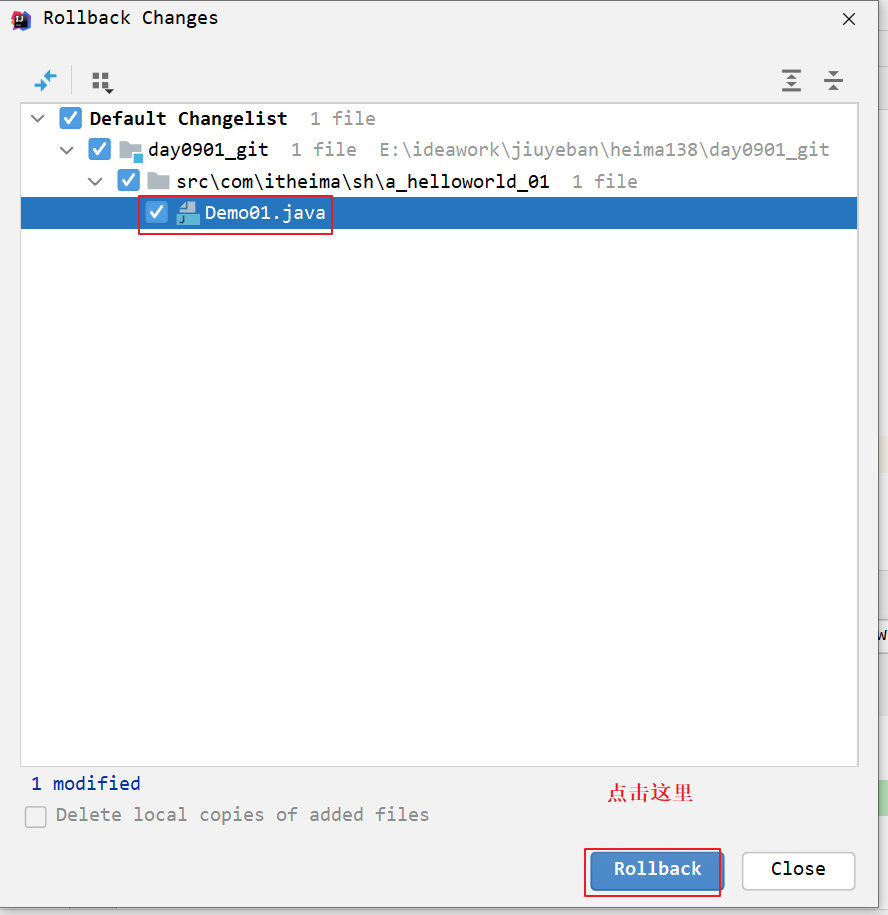 Rollback Changes
Default Changelist 1 file
day0901_git 1 file E:\ideawork\jiuyeban\heima138\day0901_git
src\com\itheima\sh\a_helloworld_01 1 file
Demo01.java
1 modified
点击这里
Delete local copies of added files
Rollback Close